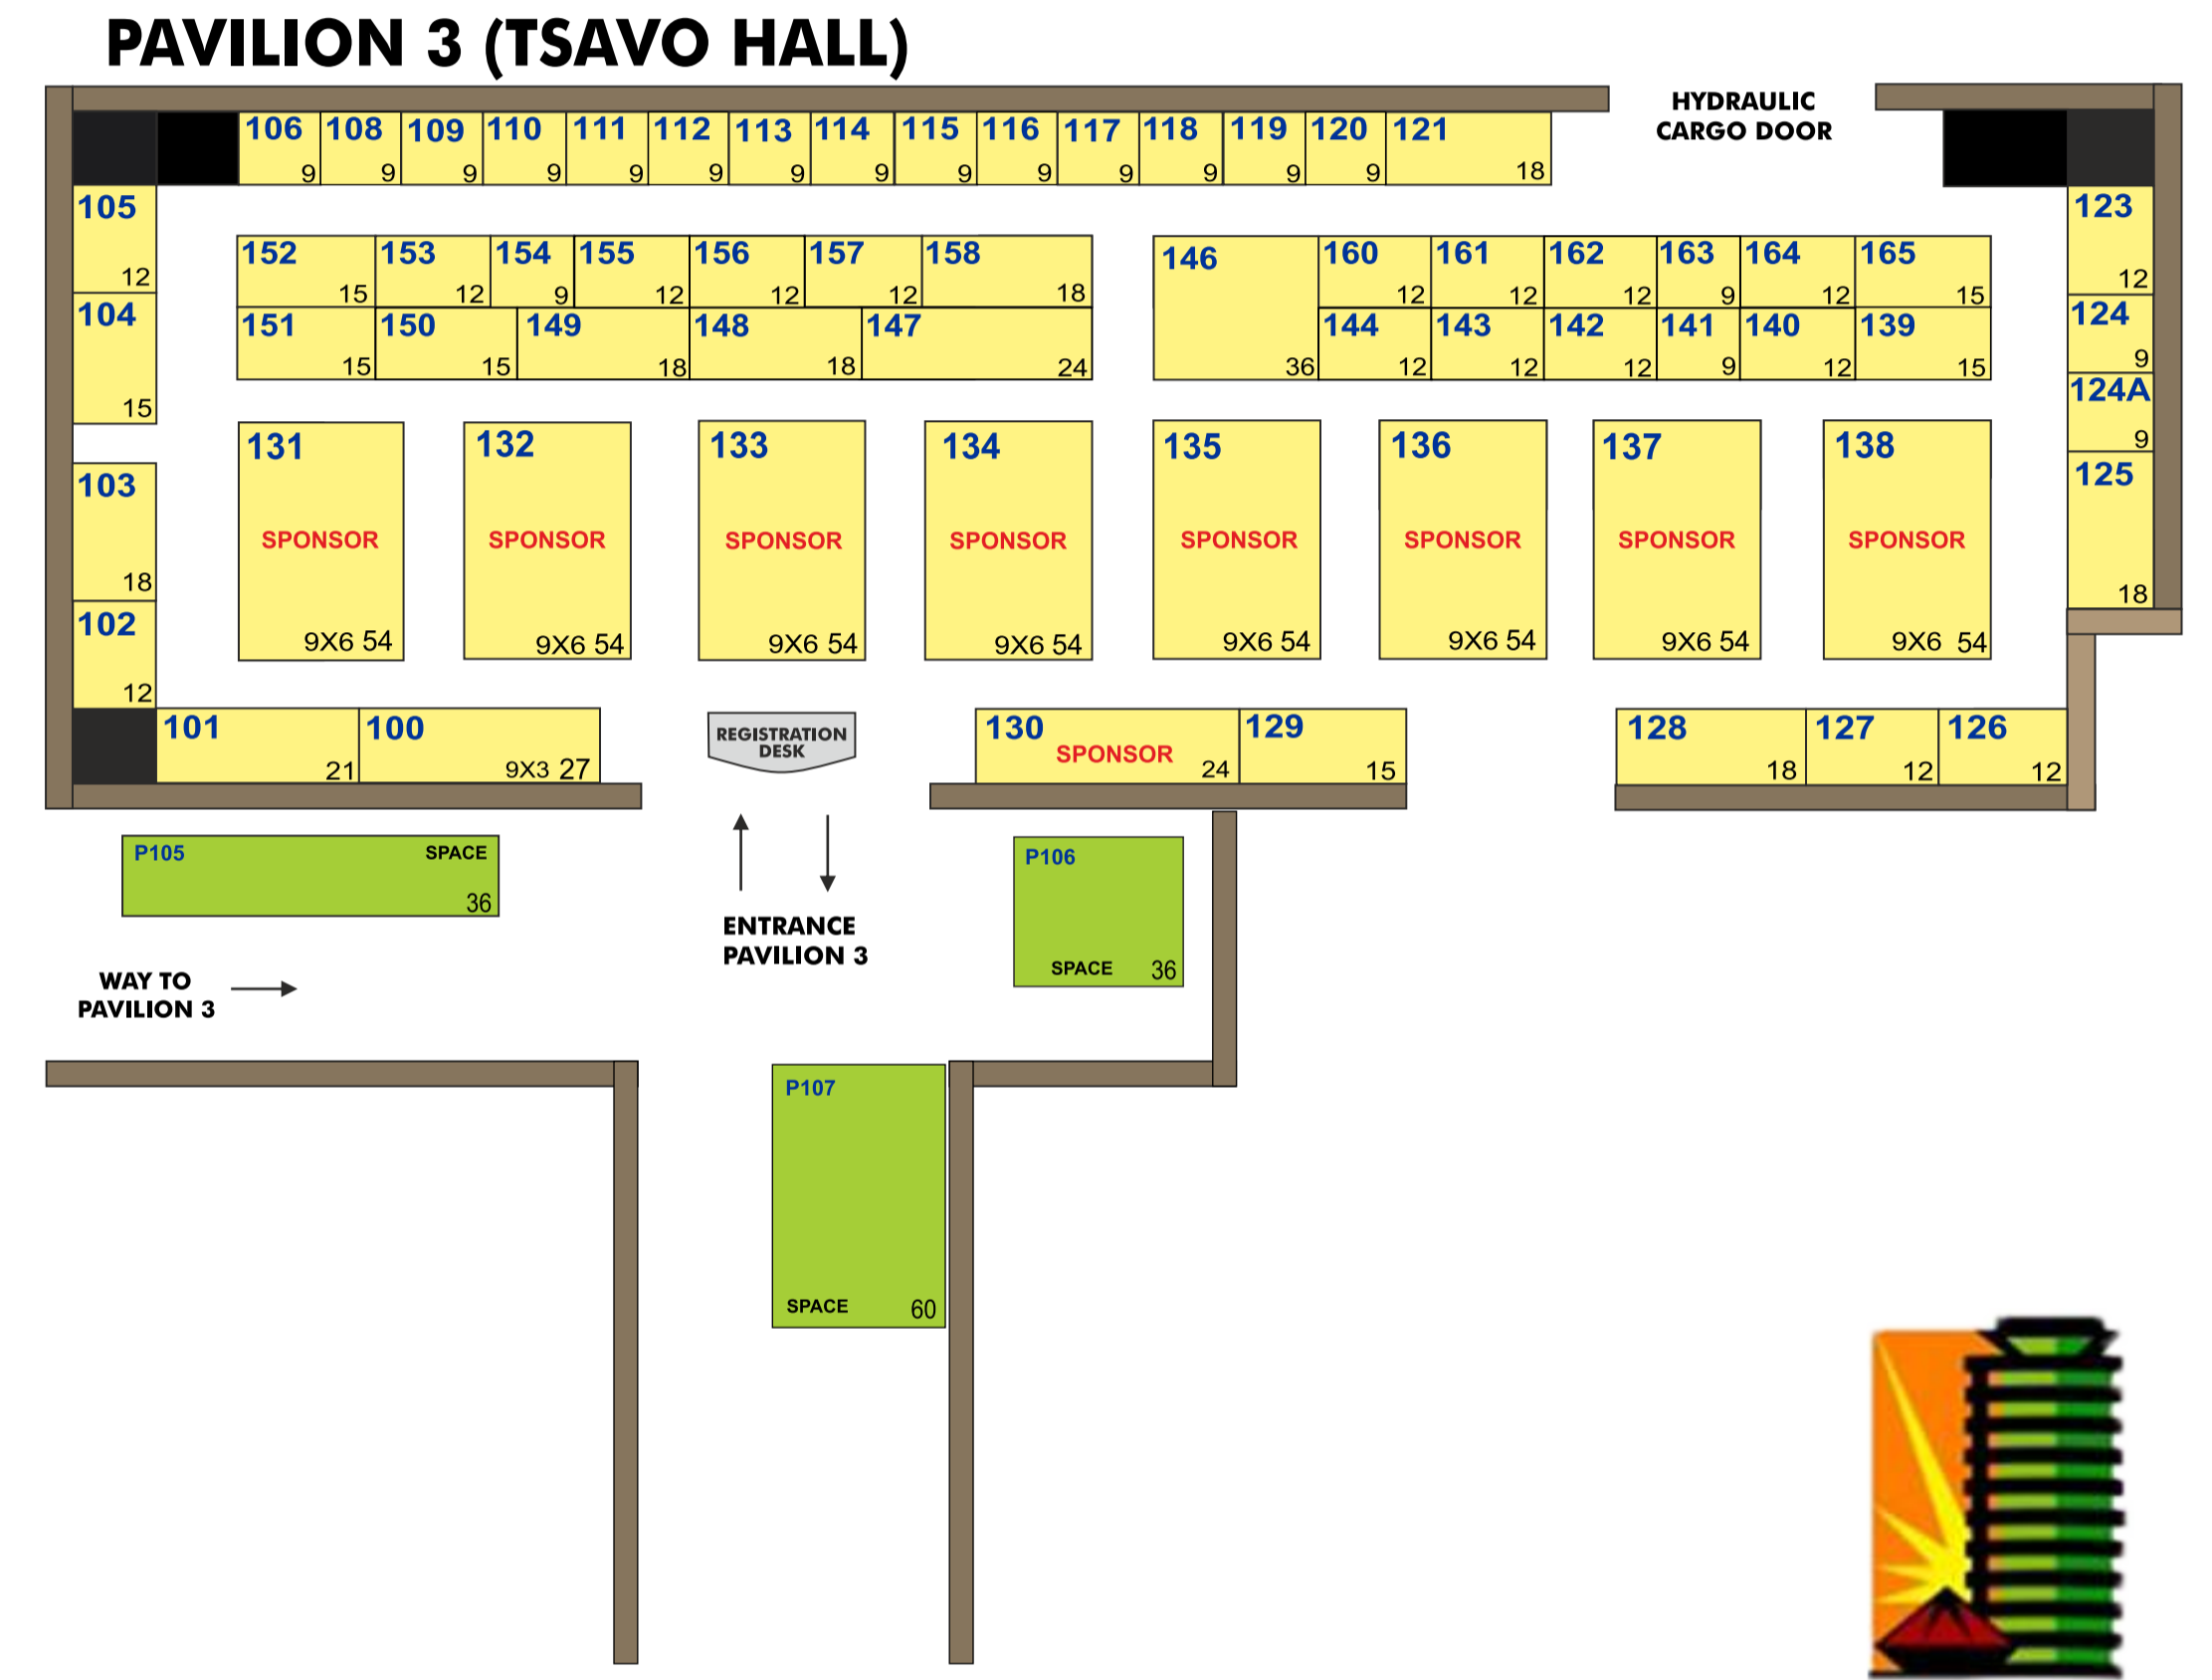 PAVILION 3 (TSAVO HALL)
HYDRAULIC
CARGO DOOR
106 108 109 110 111 112 113 114 115 116 117 118 119 120 121
9 9 9 9 9 9 9 9 9 9 9 9 9 9 18
105
12
104
15
103
18
102
12
123
12
124
9
124A
9
125
18
152 153 154 155 156 157 158
15 12 9 12 12 12 18
151 150 149 148 147
15 15 18 18 24
146
36
160 161 162 163 164 165
12 12 12 9 12 15
144 143 142 141 140 139
12 12 12 9 12 15
131 132 133 134 135 136 137 138
SPONSOR SPONSOR SPONSOR SPONSOR SPONSOR SPONSOR SPONSOR SPONSOR
9X6 54 9X6 54 9X6 54 9X6 54 9X6 54 9X6 54 9X6 54 9X6 54
101 100
21 9X3 27
REGISTRATION
DESK
130 129
SPONSOR
24 15
128 127 126
18 12 12
P105 SPACE
36
P106
SPACE 36
ENTRANCE
PAVILION 3
WAY TO
PAVILION 3
P107
SPACE 60